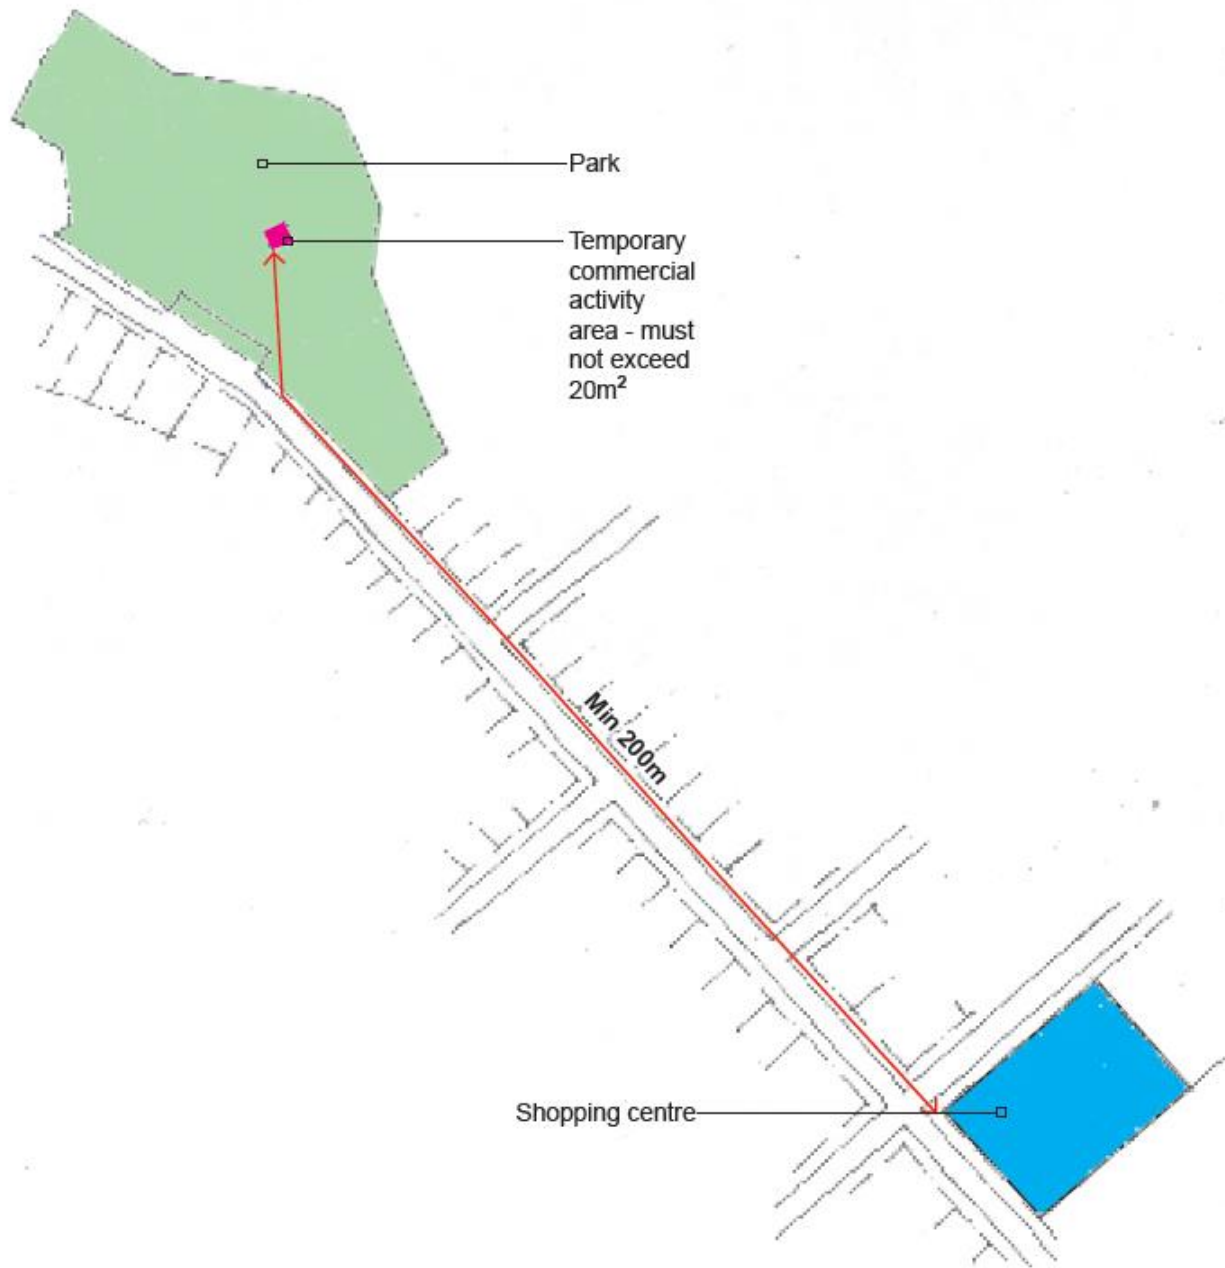 Park
Temporary
commercial
activity
area - must
not exceed
20m²
Min 200m
Shopping centre